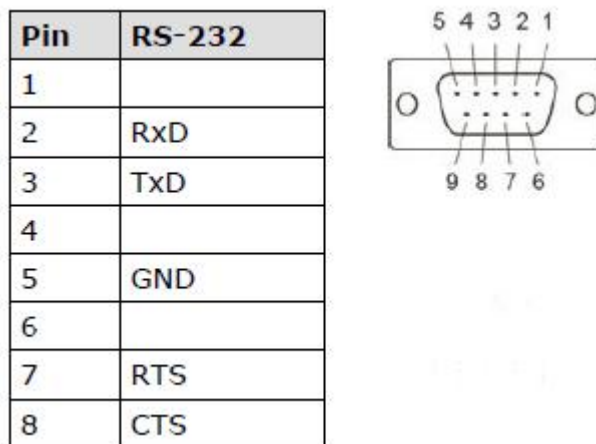 Pin RS-232
1
2 RxD
3 TxD
4
5 GND
6
7 RTS
8 CTS
5 4 3 2 1
9 8 7 6